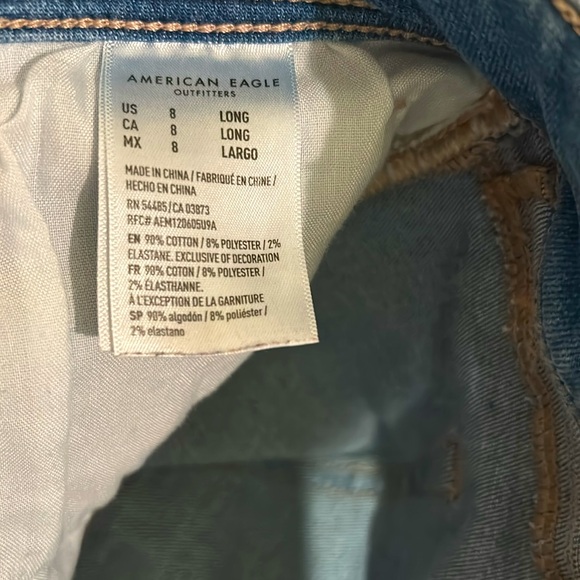 AMERICAN EAGLE
OUTFITTERS
US 8 LONG
CA 8 LONG
MX 8 LARGO
MADE IN CHINA / FABRIQUÉ EN CHINE /
HECHO EN CHINA
RN 54485 / CA 03873
RFC# AEM120605U9A
EN 90% COTTON / 8% POLYESTER / 2%
ELASTANE. EXCLUSIVE OF DECORATION
FR 90% COTON / 8% POLYESTER /
2% ÉLASTHANNE.
À L'EXCEPTION DE LA GARNITURE
SP 90% algodón / 8% poliéster /
2% elastano